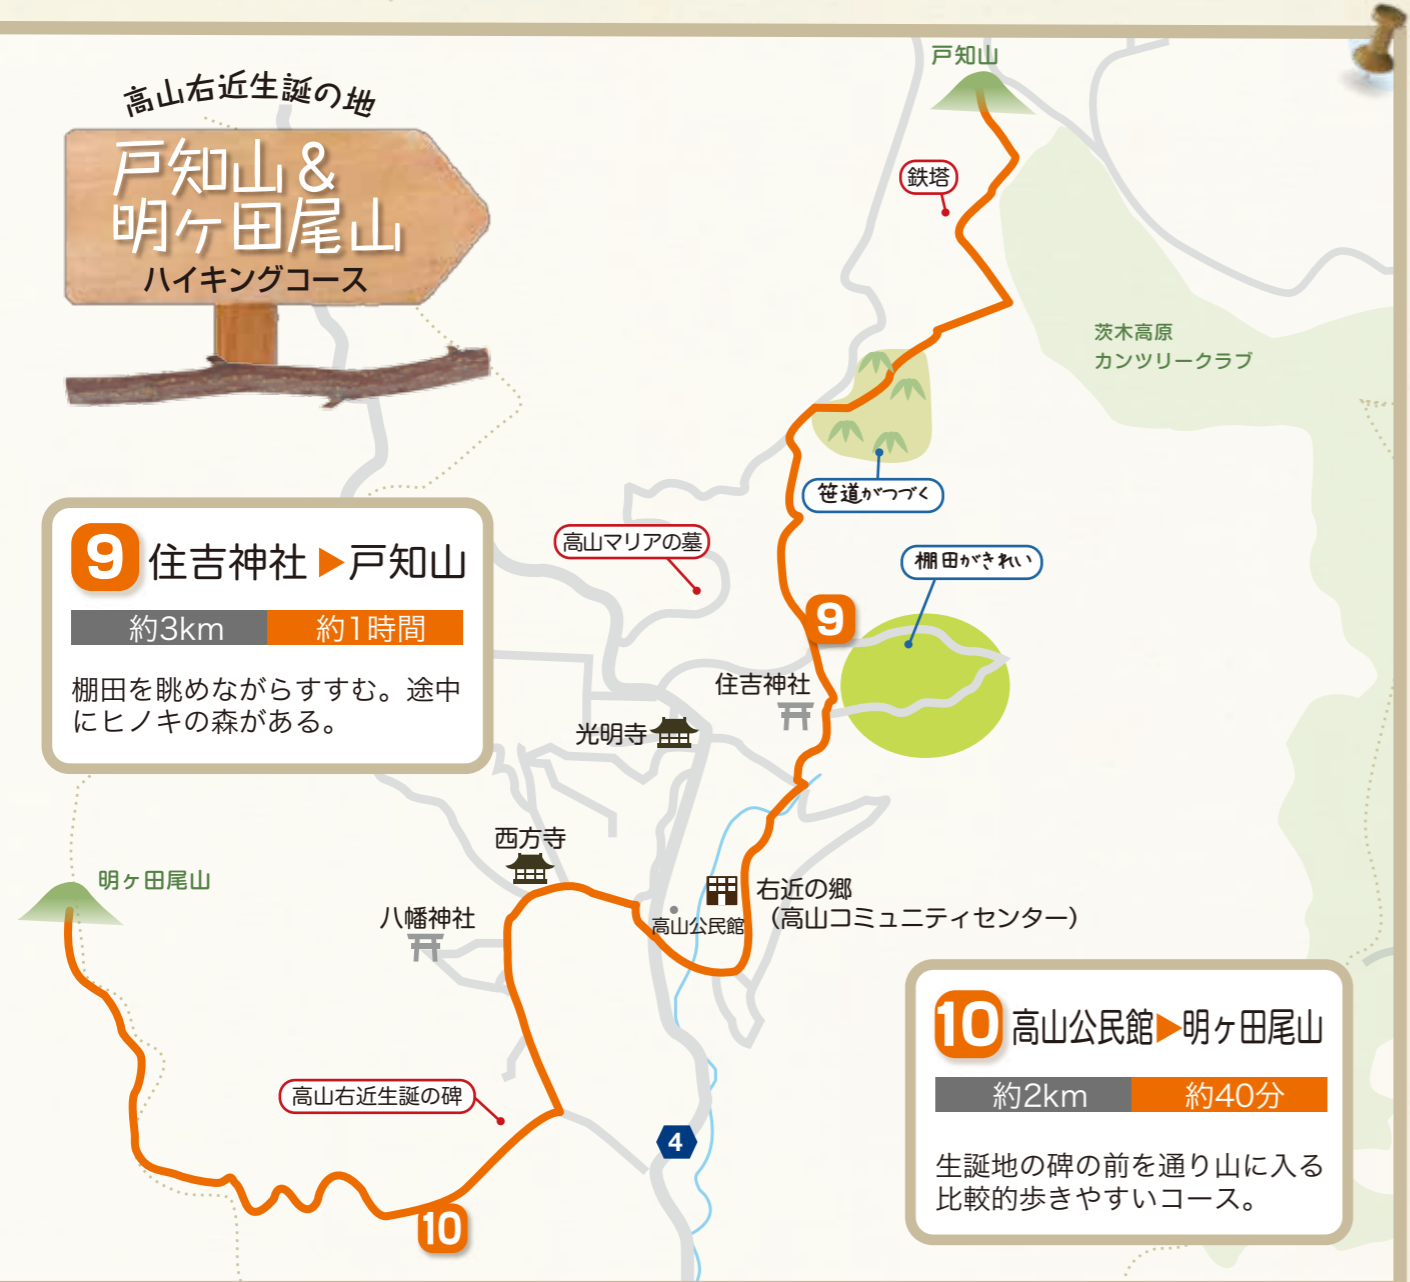 高山右近生誕の地
戸知山&
明ヶ田尾山
ハイキングコース
戸知山
鉄塔
茨木高原
カンツリークラブ
笹道がつづく
9 住吉神社▶戸知山
約3km 約1時間
棚田を眺めながらすすむ。途中
にヒノキの森がある。
高山マリアの墓
棚田がきれい
9
住吉神社
光明寺
西方寺
明ヶ田尾山
八幡神社
右近の郷
(高山コミュニティセンター)
高山公民館
高山右近生誕の碑
4
10
10 高山公民館▶明ヶ田尾山
約2km 約40分
生誕地の碑の前を通り山に入る
比較的歩きやすいコース。